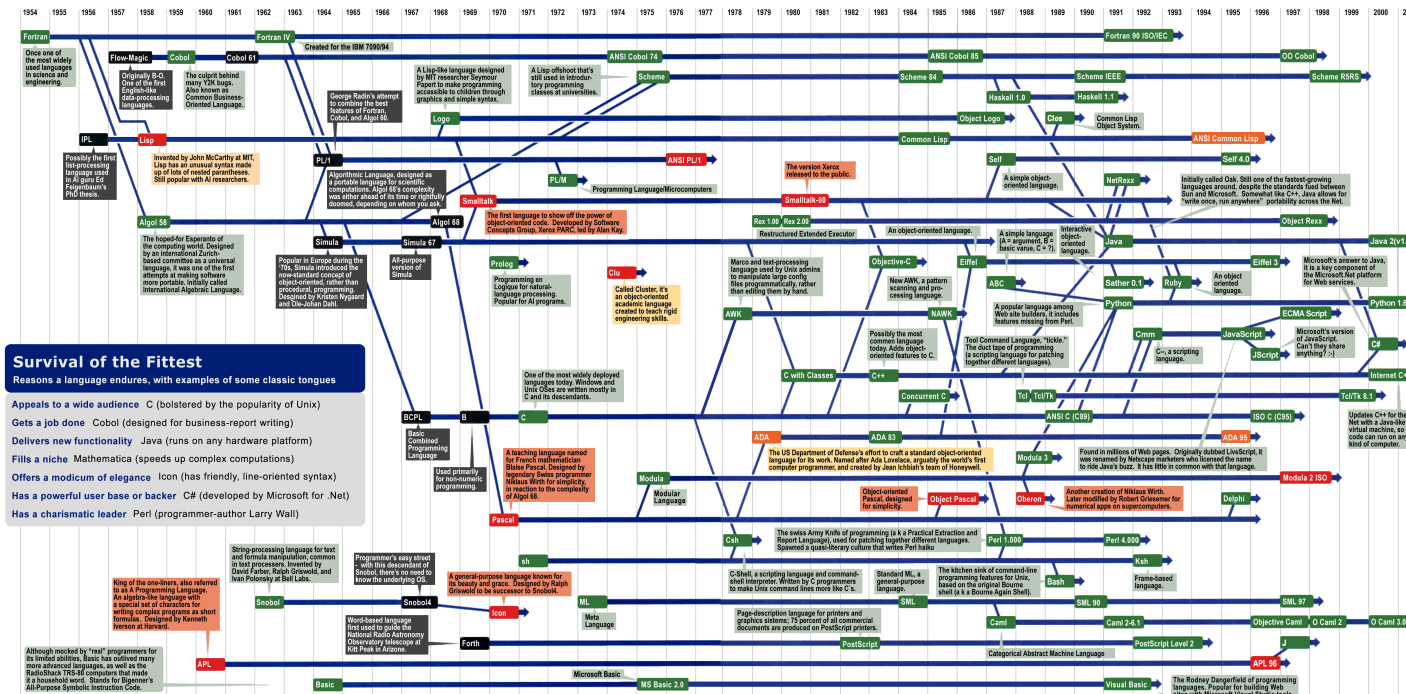 1954 1955 1956 1957 1958 1959 1960 1961 1962 1963 1964 1965 1966 1967 1968 1969 1970 1971 1972 1973 1974 1975 1976 1977 1978 1979 1980 1981 1982 1983 1984 1985 1986 1987 1988 1989 1990 1991 1992 1993 1994 1995 1996 1997 1998 1999 2000 2
Fortran
Fortran IV
Fortran 90 ISO/IEC
Once one of
the most widely
used languages
in science and
engineering.
Created for the IBM 7090/94
Flow-Magic
Cobol
Cobol 61
ANSI Cobol 74
ANSI Cobol 85
OO Cobol
Originally B-O.
One of the first
English-like
data-processing
languages.
The culprit behind
many Y2K bugs.
Also known as
Common Business-
Oriented Language.
A Lisp-like language designed
by MIT researcher Seymour
Papert to make programming
accessible to children through
graphics and simple syntax.
A Lisp offshoot that's
still used in introduc-
tory programming
classes at universities.
Scheme
Scheme 84
Scheme IEEE
Scheme R5RS
George Radin's attempt
to combine the best
features of Fortran,
Cobol, and Algol 60.
Haskell 1.0
Haskell 1.1
Logo
Object Logo
Clos
Common Lisp
Object System.
IPL
Lisp
Common Lisp
ANSI Common Lisp
Possibly the first
list-processing
language used
in AI guru Ed
Feigenbaum's
PhD thesis.
Invented by John McCarthy at MIT,
Lisp has an unusual syntax made
up of lots of nested parantheses.
Still popular with AI researchers.
PL/1
ANSI PL/1
Self
Self 4.0
The version Xerox
released to the public.
A simple object-
oriented language.
Algorithmic Language, designed as
a portable language for scientific
computations. Algol 68's complexity
was either ahead of its time or rightfully
doomed, depending on whom you ask.
PL/M
Programming Language/Microcomputers
NetRexx
Initially called Oak. Still one of the fastest-growing
languages around, despite the standards fued between
Sun and Microsoft. Somewhat like C++, Java allows for
"write once, run anywhere" portability across the Net.
Smalltalk
Smalltalk-80
The first language to show off the power of
object-oriented code. Developed by Software
Concepts Group, Xerox PARC, led by Alan Kay.
Algol 58
Algol 68
Rex 1.00
Rex 2.00
Object Rexx
Restructured Extended Executor
An object-oriented language.
A simple language
(A = argument, B =
basic varue, C = ?).
Interactive
object-
oriented
language.
The hoped-for Esperanto of
the computing world. Designed
by an international Zurich-
based committee as a universal
language, it was one of the first
attempts at making software
more portable. Initially called
International Algebraic Language.
Simula
Simula 67
Java
Java 2(v1.
Popular in Europe during the
'70s, Simula introduced the
now-standard concept of
object-oriented, rather than
procedural, programming.
Desgined by Kristen Nygaard
and Ole-Johan Dahl.
All-purpose
version of
Simula
Prolog
Programming en
Logique for natural-
language processing.
Popular for AI programs.
Clu
Called Cluster, it's
an object-oriented
academic language
created to teach rigid
engineering skills.
Marco and text-processing
language used by Unix admins
to manipulate large config
files programmatically, rather
than editing them by hand.
Objective-C
Eiffel
Eiffel 3
New AWK, a pattern
scanning and pro-
cessing language.
ABC
Sather 0.1
Ruby
An object
oriented
language.
Microsoft's answer to Java,
it is a key component of
the Microsoft.Net platform
for Web services.
A popular language among
Web site builders, it includes
features missing from Perl.
Python
Python 1.6
AWK
NAWK
ECMA Script
Possibly the most
commen language
today. Adds object-
oriented features to C.
Tool Command Language, "tickle."
The duct tape of programming
(a scripting language for patching
together different languages).
Cmm
C--, a scripting
language.
JavaScript
JScript
Microsoft's version
of JavaScript.
Can't they share
anything? :-)
C#
Survival of the Fittest
Reasons a language endures, with examples of some classic tongues
Appeals to a wide audience C (bolstered by the popularity of Unix)
Gets a job done Cobol (designed for business-report writing)
Delivers new functionality Java (runs on any hardware platform)
Fills a niche Mathematica (speeds up complex computations)
Offers a modicum of elegance Icon (has friendly, line-oriented syntax)
Has a powerful user base or backer C# (developed by Microsoft for .Net)
Has a charismatic leader Perl (programmer-author Larry Wall)
One of the most widely deployed
languages today. Windows and
Unix OSes are written mostly in
C and its descendants.
C with Classes
C++
Internet C+
Concurrent C
Tcl
Tcl/Tk
Tcl/Tk 8.1
BCPL
B
C
ANSI C (C89)
ISO C (C95)
Basic
Combined
Programming
Language
Used primarily
for non-numeric
programming.
Updates C++ for the
Net with a Java-like
virtual machine, so
code can run on any
kind of computer.
ADA
ADA 83
ADA 95
The US Department of Defense's effort to craft a standard object-oriented
language for its work. Named after Ada Lovelace, arguably the world's first
computer programmer, and created by Jean Ichbiah's team of Honeywell.
A teaching language named
for French mathematician
Blaise Pascal. Designed by
legendary Swiss programmer
Niklaus Wirth for simplicity,
in reaction to the complexity
of Algol 68.
Modula 3
Found in millions of Web pages. Originally dubbed LiveScript, it
was renamed by Netscape marketers who licensed the name
to ride Java's buzz. It has little in common with that language.
Modula
Modular
Language
Modula 2 ISO
Object-oriented
Pascal, designed
for simplicity.
Object Pascal
Oberon
Another creation of Niklaus Wirth.
Later modified by Robert Griesemer for
numerical apps on supercomputers.
Delphi
Pascal
Csh
The swiss Army Knife of programming (a k a Practical Extraction and
Report Language), used for patching together different languages.
Spawned a quasi-literary culture that writes Perl haiku
Perl 1.000
Perl 4.000
String-processing language for text
and formula manipulation, common
in text processors. Invented by
David Farber, Ralph Griswold, and
Ivan Polonsky at Bell Labs.
Programmer's easy street
- with this descendant of
Snobol, there's no need to
know the underlying OS.
sh
Ksh
Frame-based
language.
King of the one-liners, also referred
to as A Programming Language.
An algebra-like language with
a special set of characters for
writing complex programs as short
formulas. Designed by Kenneth
Iverson at Harvard.
A general-purpose language known for
its beauty and grace. Designed by Ralph
Griswold to be successor to Snobol4.
C-Shell, a scripting language and command-
shell interpreter. Written by C programmers
to make Unix command lines more like C`s.
Standard ML, a
general-purpose
language.
The kitchen sink of command-line
programming features for Unix,
based on the original Bourne
shell (a k a Bourne Again Shell).
Bash
Snobol
Snobol4
Icon
ML
Meta
Language
SML
SML 90
SML 97
Word-based language
first used to guide the
National Radio Astronomy
Observatory telescope at
Kitt Peak in Arizone.
Page-description language for printers and
graphics sistems; 75 percent of all commercial
documents are produced on PostScript printers.
Caml
Caml 2-6.1
Objective Caml
O Caml 2
O Caml 3.0
Forth
PostScript
Categorical Abstract Machine Language
PostScript Level 2
J
Although mocked by "real" programmers for
its limited abilities, Basic has outlived many
more advanced languages, as well as the
RadioShack TRS-80 computers that made
it a household word. Stands for Bigenner's
All-Purpose Symbolic Instruction Code.
APL
APL 96
Basic
Microsoft Basic
MS Basic 2.0
Visual Basic
The Rodney Dangerfield of programming
languages. Popular for building Web